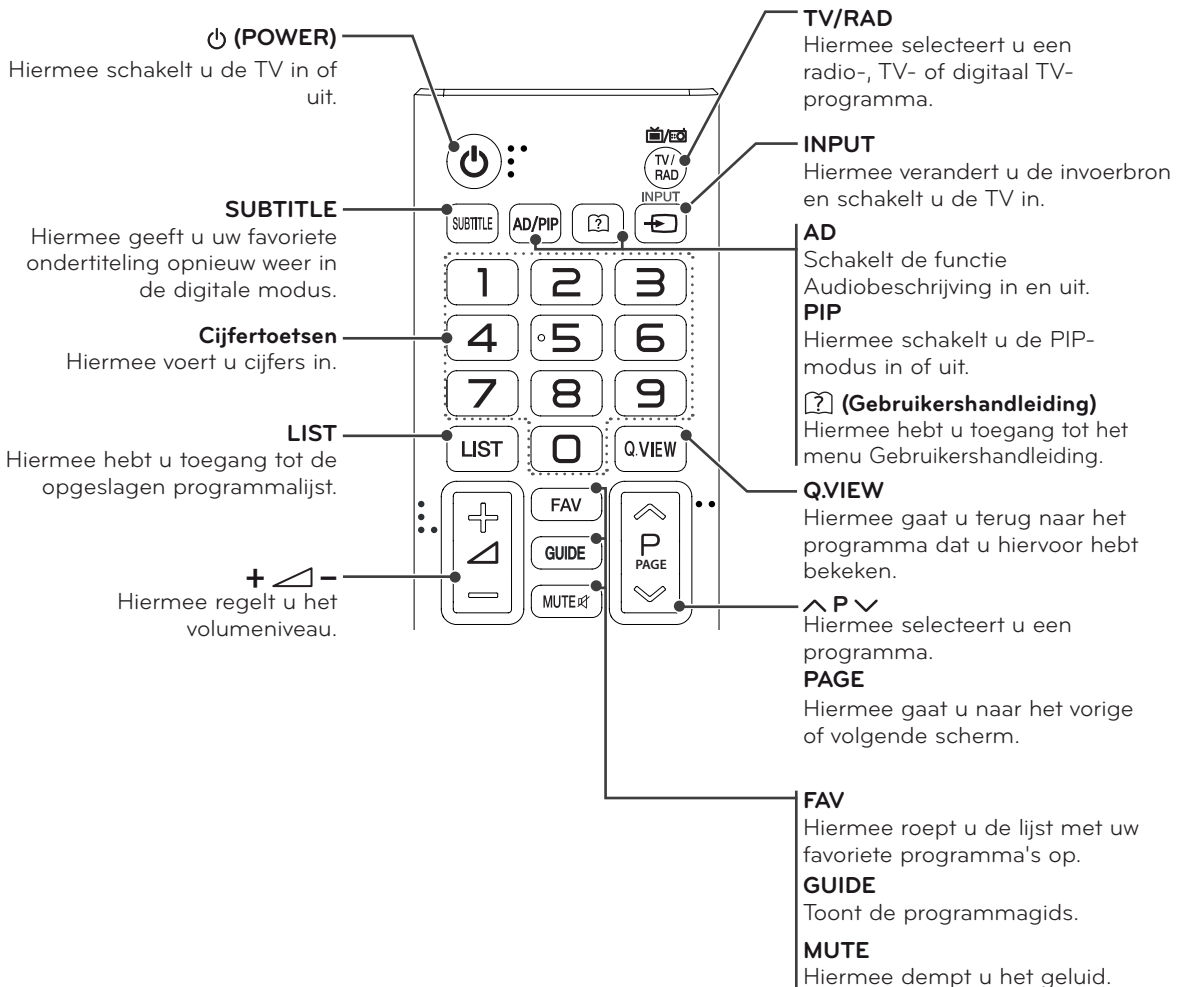 (POWER)
Hiermee schakelt u de TV in of
uit.
SUBTITLE
Hiermee geeft u uw favoriete
ondertiteling opnieuw weer in
de digitale modus.
Cijfertoetsen
Hiermee voert u cijfers in.
LIST
Hiermee hebt u toegang tot de
opgeslagen programmalijst.
+ -
Hiermee regelt u het
volumeniveau.
TV/
RAD
INPUT
SUBTITLE AD/PIP ?
1 2 3
4 5 6
7 8 9
LIST 0 Q.VIEW
+ FAV P
PAGE
GUIDE
- MUTE
TV/RAD
Hiermee selecteert u een
radio-, TV- of digitaal TV-
programma.
INPUT
Hiermee verandert u de invoerbron
en schakelt u de TV in.
AD
Schakelt de functie
Audiobeschrijving in en uit.
PIP
Hiermee schakelt u de PIP-
modus in of uit.
? (Gebruikershandleiding)
Hiermee hebt u toegang tot het
menu Gebruikershandleiding.
Q.VIEW
Hiermee gaat u terug naar het
programma dat u hiervoor hebt
bekeken.
P
Hiermee selecteert u een
programma.
PAGE
Hiermee gaat u naar het vorige
of volgende scherm.
FAV
Hiermee roept u de lijst met uw
favoriete programma's op.
GUIDE
Toont de programmagids.
MUTE
Hiermee dempt u het geluid.